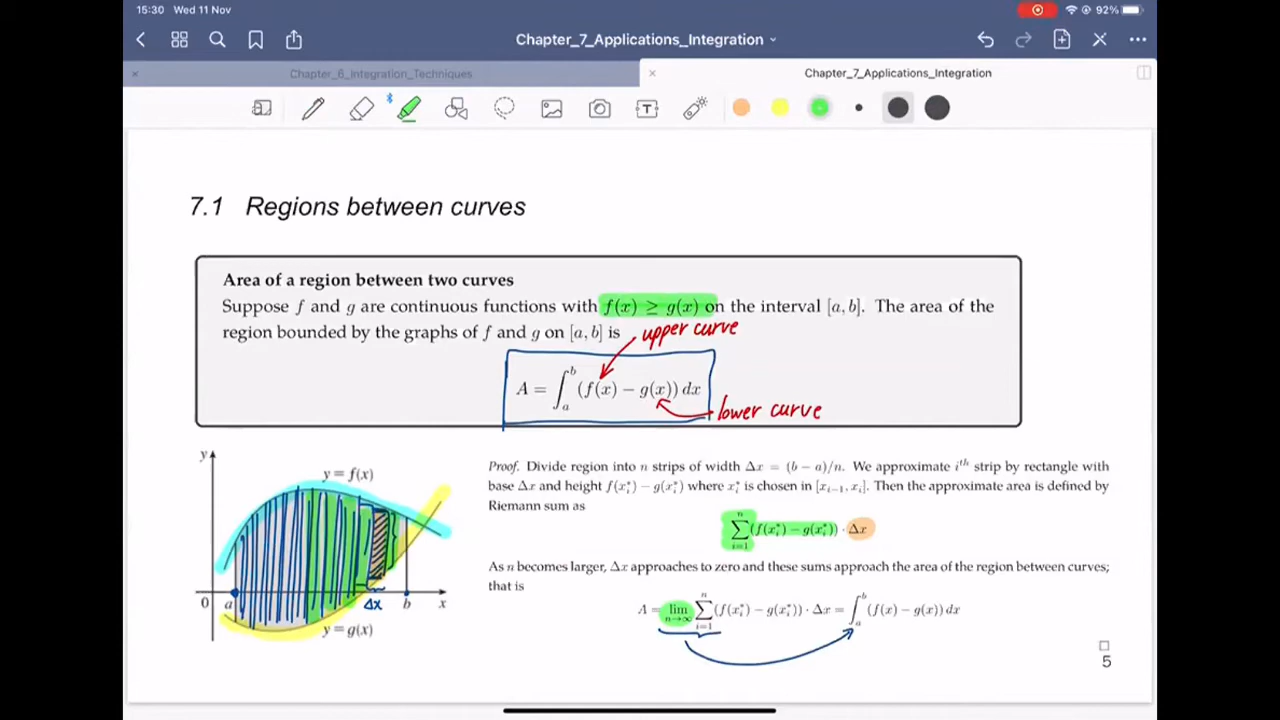 15:30 Wed 11 Nov
92%
Chapter_7_Applications_Integration
Chapter_6_Integration_Techniques
Chapter_7_Applications_Integration
7.1 Regions between curves
Area of a region between two curves
Suppose f and g are continuous functions with f(x) ≥ g(x) on the interval [a, b]. The area of the
region bounded by the graphs of f and g on [a, b] is
upper curve
A = ∫_a^b (f(x) − g(x)) dx
lower curve
y
y = f(x)
0 a Δx b x
y = g(x)
Proof. Divide region into n strips of width Δx = (b − a)/n. We approximate i^{th} strip by rectangle with
base Δx and height f(x_i^*) − g(x_i^*) where x_i^* is chosen in [x_{i−1}, x_i]. Then the approximate area is defined by
Riemann sum as
∑_{i=1}^n (f(x_i^*) − g(x_i^*)) · Δx
As n becomes larger, Δx approaches to zero and these sums approach the area of the region between curves;
that is
A = lim_{n→∞} ∑_{i=1}^n (f(x_i^*) − g(x_i^*)) · Δx = ∫_a^b (f(x) − g(x)) dx
□
5